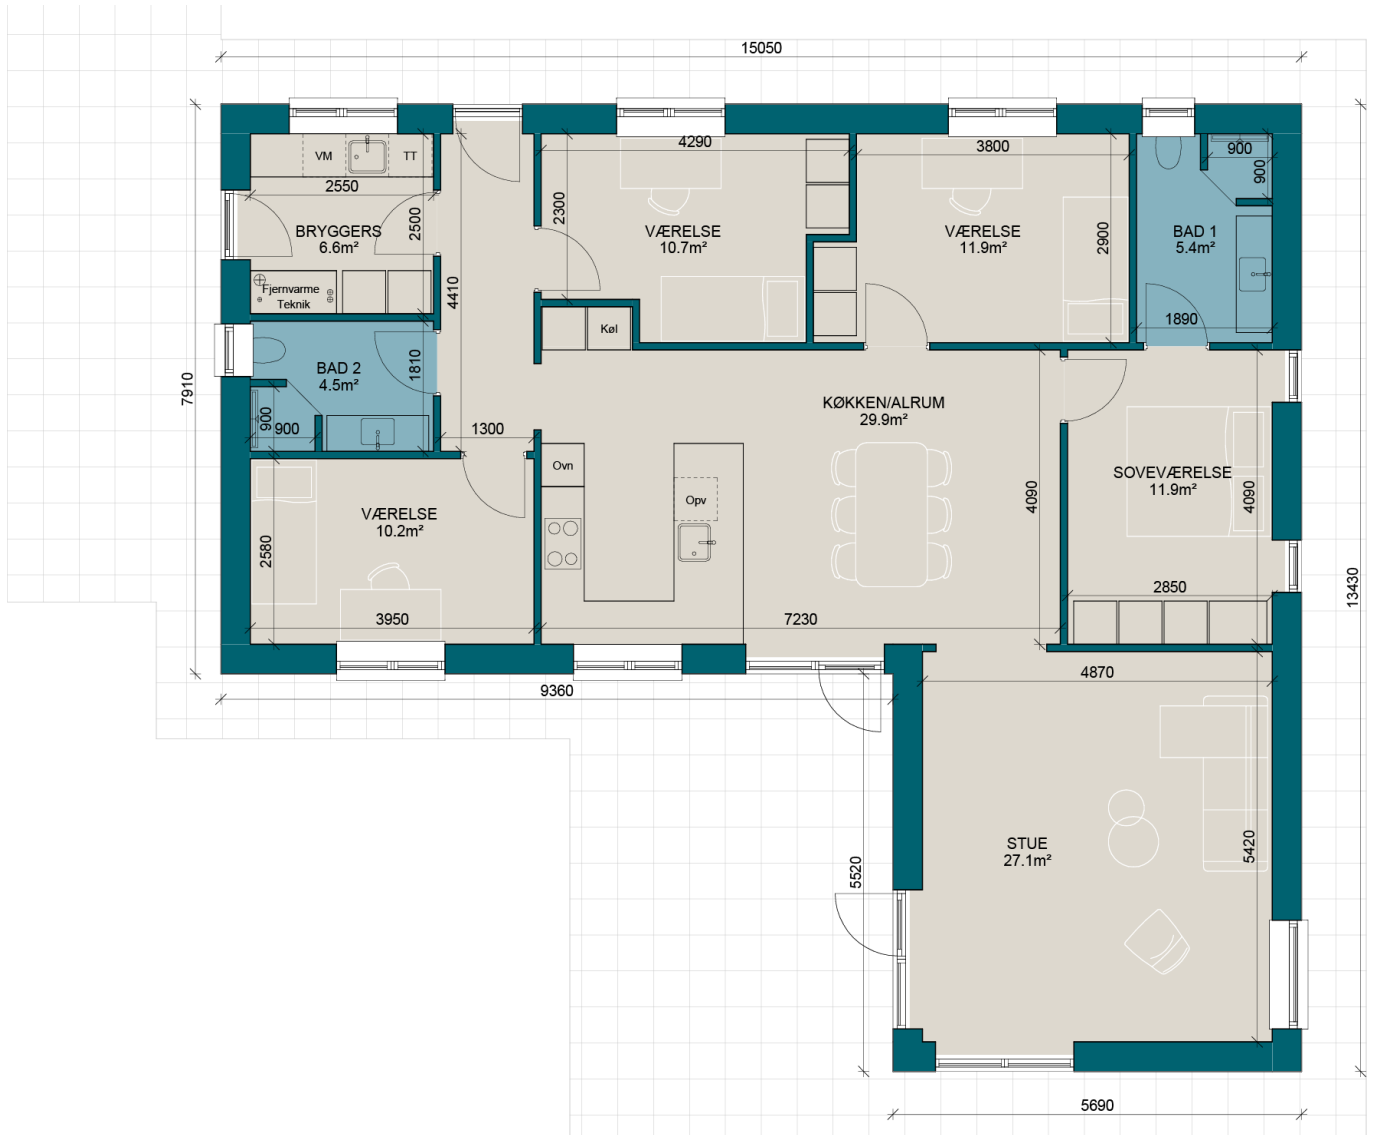 15050
4290
3800
900
900
VM
TT
2550
BRYGGERS
6.6m²
2500
2300
VÆRELSE
10.7m²
VÆRELSE
11.9m²
2900
BAD 1
5.4m²
1890
Fjernvarme
Teknik
4410
Køl
7910
BAD 2
4.5m²
1810
900
900
1300
KØKKEN/ALRUM
29.9m²
Ovn
Opv
4090
SOVEVÆRELSE
11.9m²
4090
2850
13430
VÆRELSE
10.2m²
2580
3950
7230
9360
4870
5520
STUE
27.1m²
5420
5690